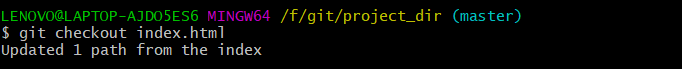 LENOVO@LAPTOP-AJDO5ES6 MINGW64 /f/git/project_dir (master)
$ git checkout index.html
Updated 1 path from the index